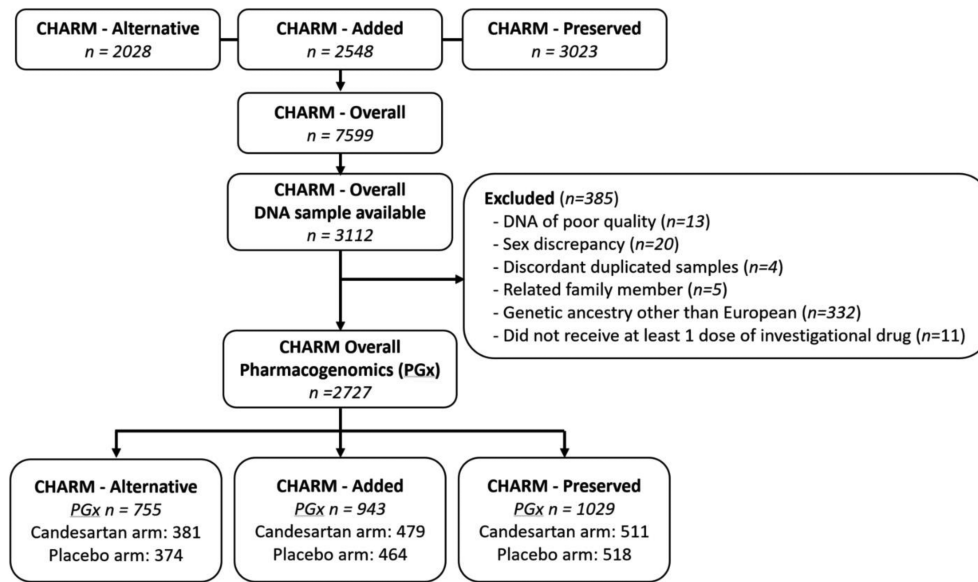 CHARM - Alternative
n = 2028
CHARM - Added
n = 2548
CHARM - Preserved
n = 3023
CHARM - Overall
n = 7599
CHARM - Overall
DNA sample available
n = 3112
Excluded (n=385)
- DNA of poor quality (n=13)
- Sex discrepancy (n=20)
- Discordant duplicated samples (n=4)
- Related family member (n=5)
- Genetic ancestry other than European (n=332)
- Did not receive at least 1 dose of investigational drug (n=11)
CHARM Overall
Pharmacogenomics (PGx)
n =2727
CHARM - Alternative
PGx n = 755
Candesartan arm: 381
Placebo arm: 374
CHARM - Added
PGx n = 943
Candesartan arm: 479
Placebo arm: 464
CHARM - Preserved
PGx n = 1029
Candesartan arm: 511
Placebo arm: 518